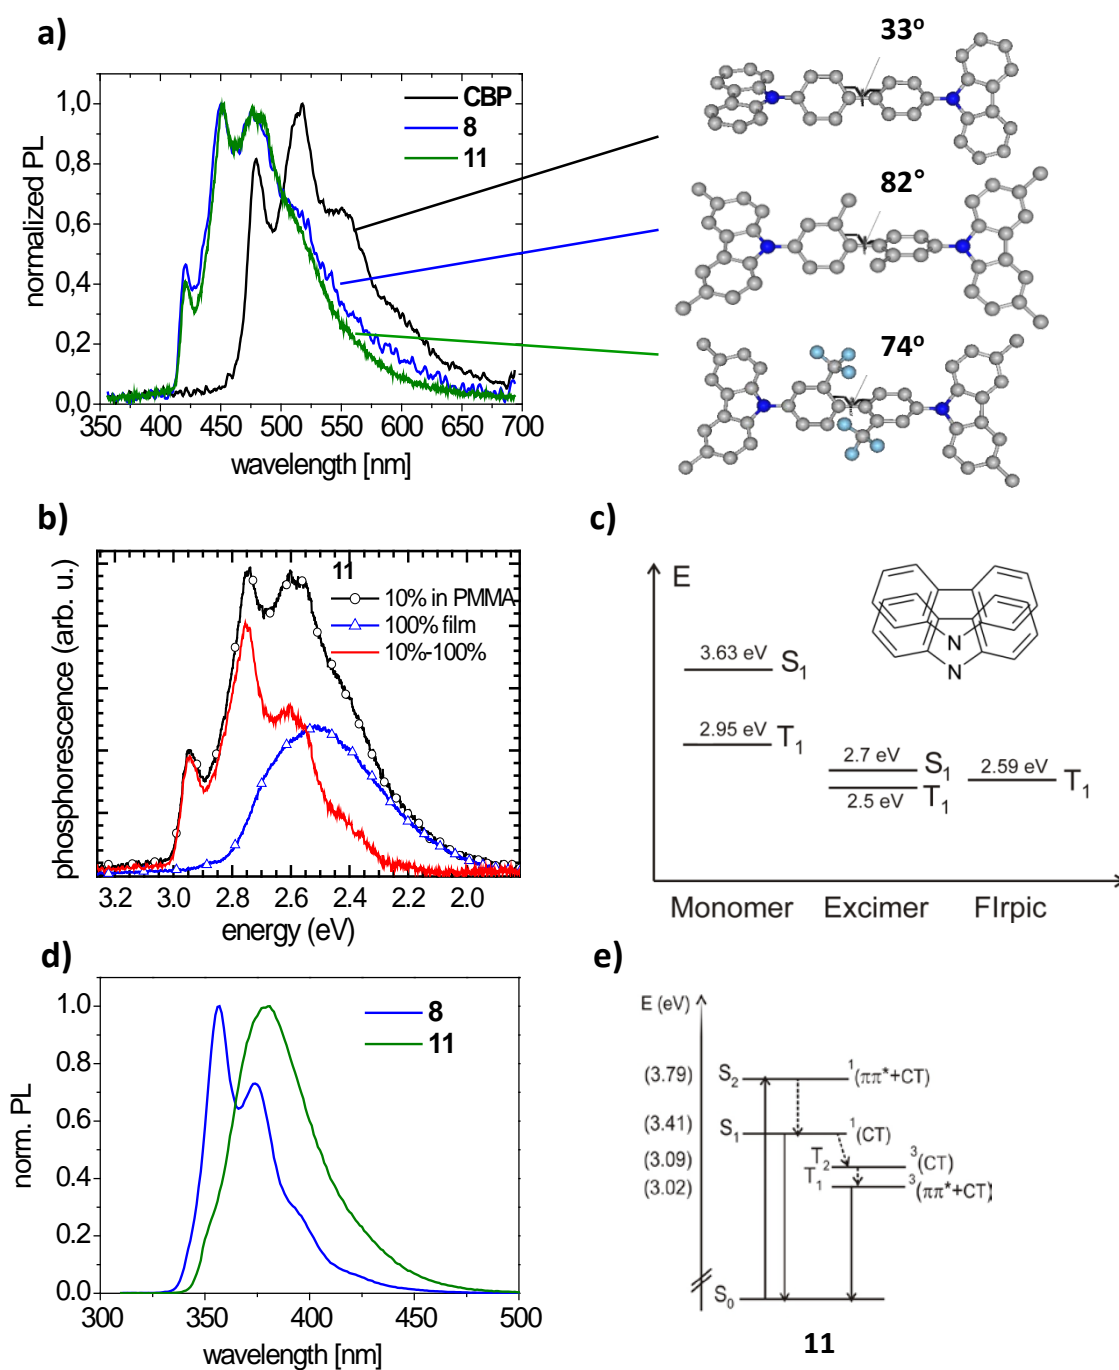 a)
33°
82°
74°
CBP
8
11
1,0
0,8
0,6
0,4
0,2
0,0
normalized PL
350 400 450 500 550 600 650 700
wavelength [nm]
b)
11
10% in PMMA
100% film
10%-100%
phosphorescence (arb. u.)
3.2 3.0 2.8 2.6 2.4 2.2 2.0
energy (eV)
c)
E
N
N
3.63 eV S1
2.95 eV T1
2.7 eV S1
2.5 eV T1
2.59 eV T1
Monomer Excimer FIrpic
d)
8
11
1.0
0.8
0.6
0.4
0.2
0.0
norm. PL
300 350 400 450 500
wavelength [nm]
e)
E (eV)
(3.79) S2 1(ππ*+CT)
(3.41) S1 1(CT)
(3.09) T2 3(CT)
(3.02) T1 3(ππ*+CT)
S0
11